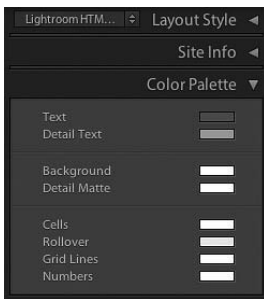 Lightroom HTM... Layout Style
Site Info
Color Palette
Text
Detail Text
Background
Detail Matte
Cells
Rollover
Grid Lines
Numbers